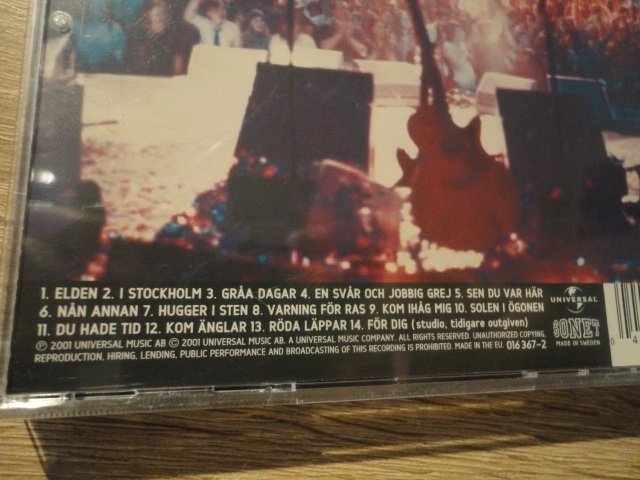 1. ELDEN 2. I STOCKHOLM 3. GRÅA DAGAR 4. EN SVÅR OCH JOBBIG GREJ 5. SEN DU VAR HÄR
6. NÅN ANNAN 7. HUGGER I STEN 8. VARNING FÖR RAS 9. KOM IHÅG MIG 10. SOLEN I ÖGONEN
11. DU HADE TID 12. KOM ÄNGLAR 13. RÖDA LÄPPAR 14. FÖR DIG (studio, tidigare outgiven)
Ⓟ 2001 UNIVERSAL MUSIC AB © 2001 UNIVERSAL MUSIC AB. A UNIVERSAL MUSIC COMPANY. ALL RIGHTS RESERVED. UNAUTHORIZED COPYING,
REPRODUCTION, HIRING, LENDING, PUBLIC PERFORMANCE AND BROADCASTING OF THIS RECORDING IS PROHIBITED. MADE IN THE EU. 016 367-2
UNIVERSAL
SONET
MADE IN SWEDEN
0 4